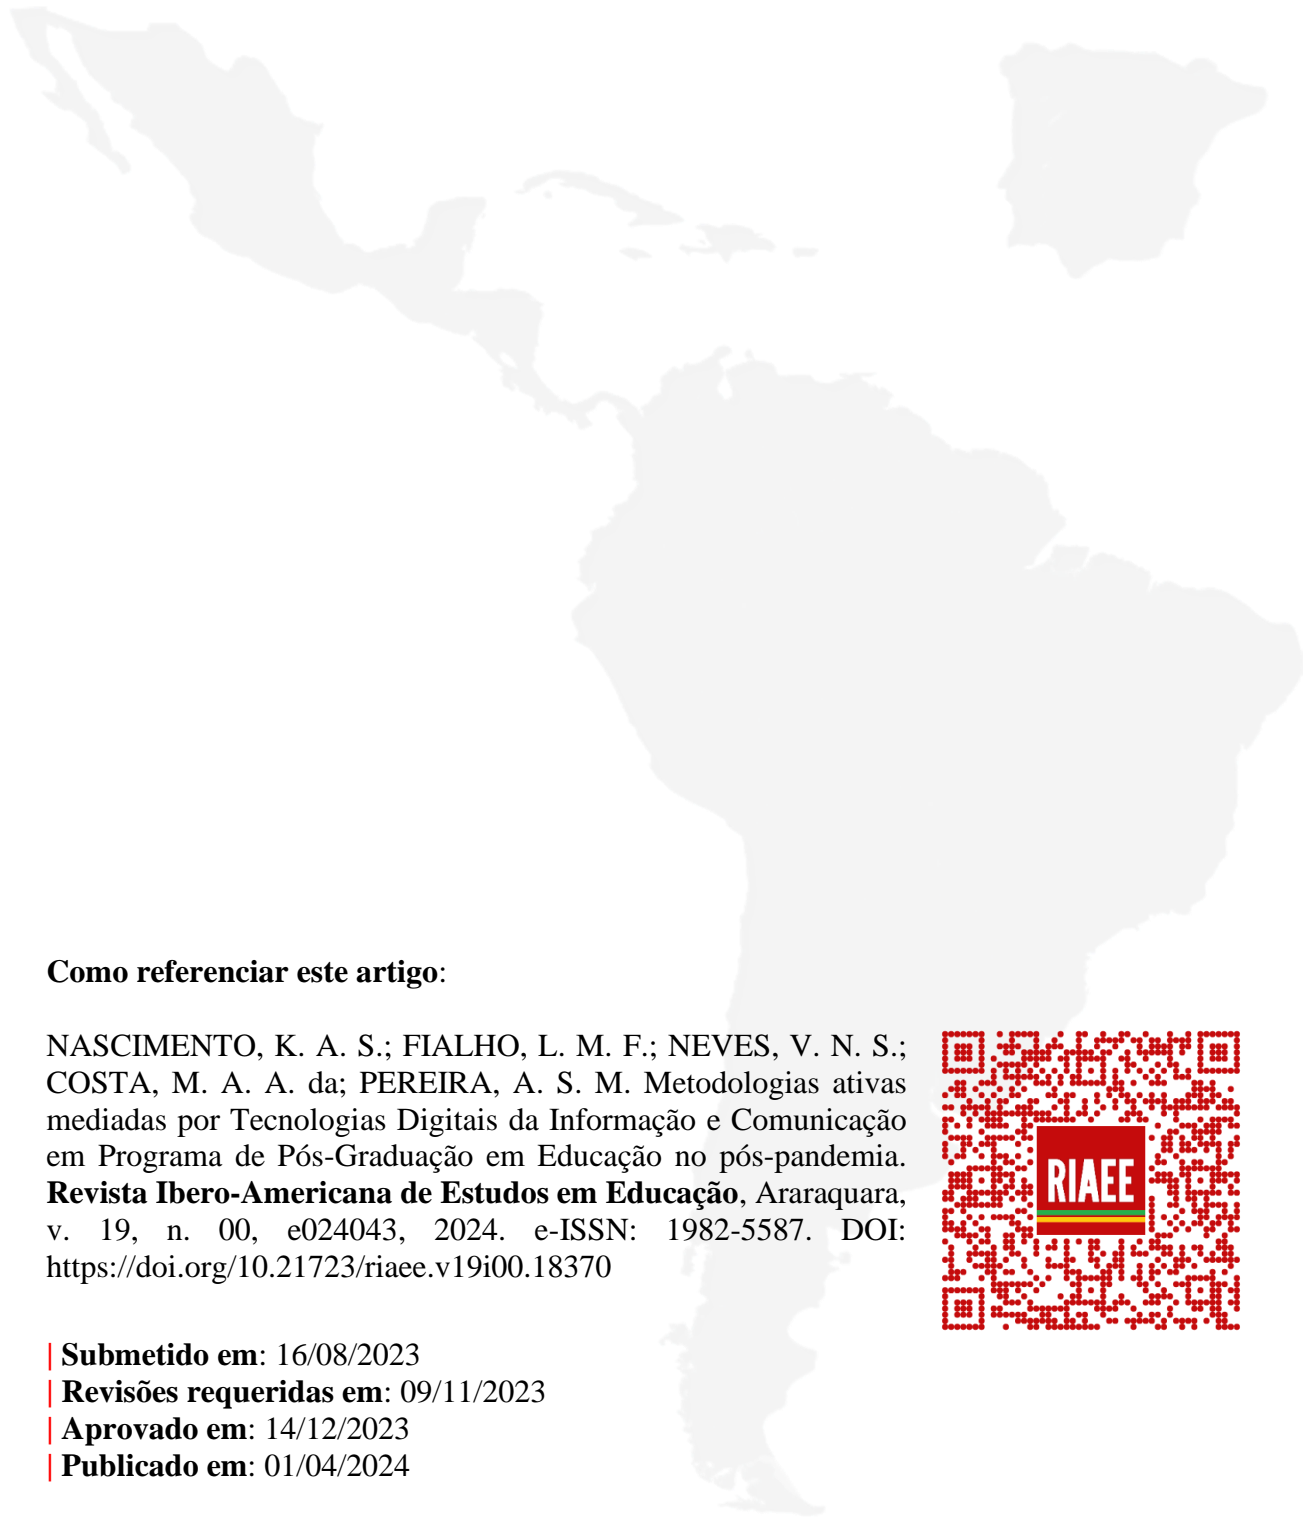 Como referenciar este artigo:
NASCIMENTO, K. A. S.; FIALHO, L. M. F.; NEVES, V. N. S.;
COSTA, M. A. A. da; PEREIRA, A. S. M. Metodologias ativas
mediadas por Tecnologias Digitais da Informação e Comunicação
em Programa de Pós-Graduação em Educação no pós-pandemia.
Revista Ibero-Americana de Estudos em Educação, Araraquara,
v. 19, n. 00, e024043, 2024. e-ISSN: 1982-5587. DOI:
https://doi.org/10.21723/riaee.v19i00.18370
RIAEE
| Submetido em: 16/08/2023
| Revisões requeridas em: 09/11/2023
| Aprovado em: 14/12/2023
| Publicado em: 01/04/2024